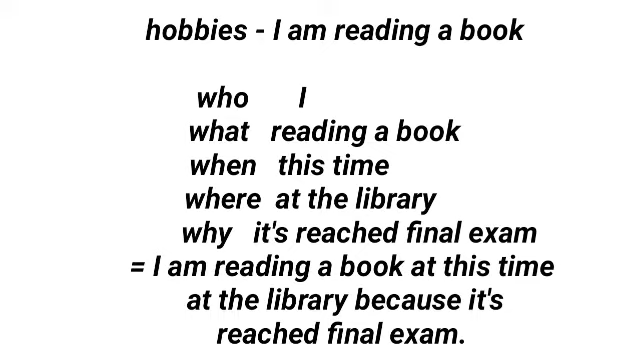 hobbies - I am reading a book
who I
what reading a book
when this time
where at the library
why it's reached final exam
= I am reading a book at this time
at the library because it's
reached final exam.